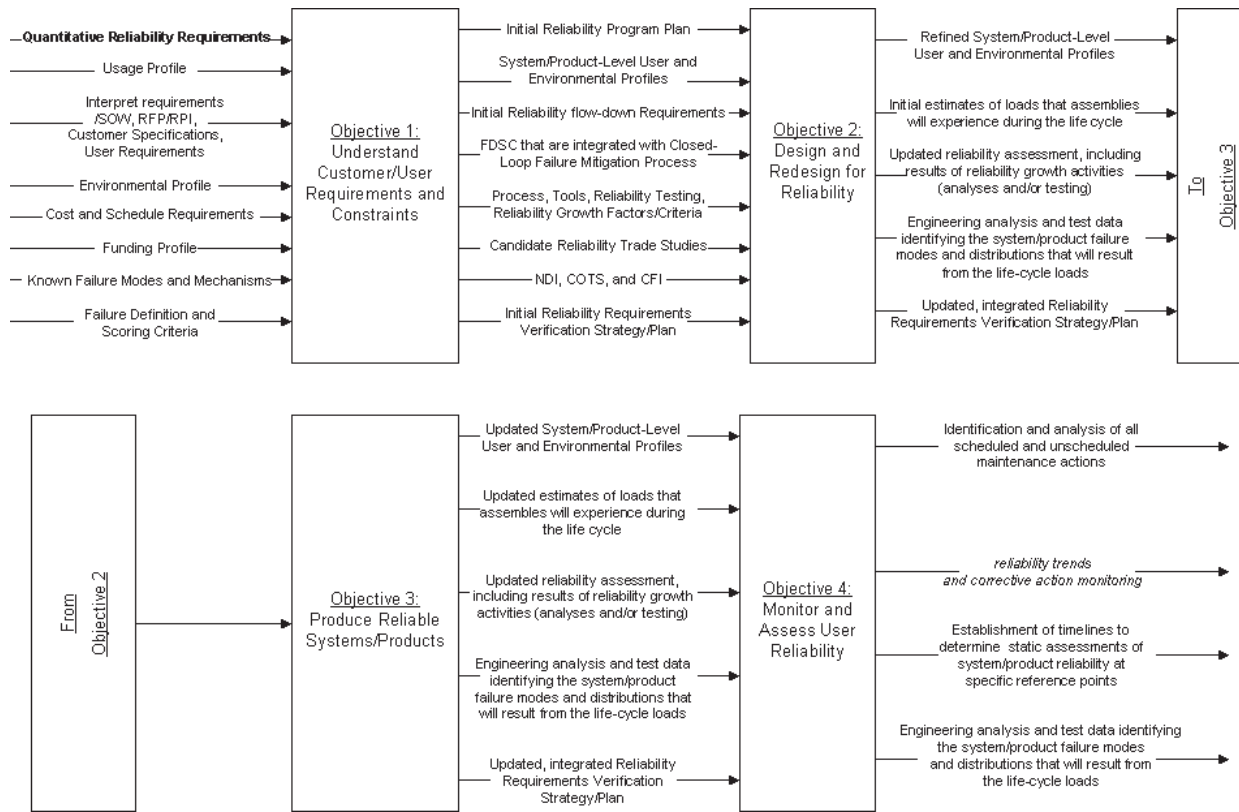 Quantitative Reliability Requirements
Usage Profile
Interpret requirements
/SOW, RFP/RPI,
Customer Specifications,
User Requirements
Environmental Profile
Cost and Schedule Requirements
Funding Profile
Known Failure Modes and Mechanisms
Failure Definition and
Scoring Criteria
Objective 1:
Understand
Customer/User
Requirements and
Constraints
Initial Reliability Program Plan
System/Product-Level User and
Environmental Profiles
Initial Reliability flow-down Requirements
FDSC that are integrated with Closed-
Loop Failure Mitigation Process
Process, Tools, Reliability Testing,
Reliability Growth Factors/Criteria
Candidate Reliability Trade Studies
NDI, COTS, and CFI
Initial Reliability Requirements
Verification Strategy/Plan
Objective 2:
Design and
Redesign for
Reliability
Refined System/Product-Level
User and Environmental Profiles
Initial estimates of loads that assemblies
will experience during the life cycle
Updated reliability assessment, including
results of reliability growth activities
(analyses and/or testing)
Engineering analysis and test data
identifying the system/product failure
modes and distributions that will result
from the life-cycle loads
Updated, integrated Reliability
Requirements Verification Strategy/Plan
To
Objective 3
From
Objective 2
Objective 3:
Produce Reliable
Systems/Products
Updated System/Product-Level
User and Environmental Profiles
Updated estimates of loads that
assembles will experience during
the life cycle
Updated reliability assessment,
including results of reliability growth
activities (analyses and/or testing)
Engineering analysis and test data
identifying the system/product
failure modes and distributions that
will result from the life-cycle loads
Updated, integrated Reliability
Requirements Verification
Strategy/Plan
Objective 4:
Monitor and
Assess User
Reliability
Identification and analysis of all
scheduled and unscheduled
maintenance actions
reliability trends
and corrective action monitoring
Establishment of timelines to
determine static assessments of
system/product reliability at
specific reference points
Engineering analysis and test data identifying
the system/product failure modes
and distributions that will result from
the life-cycle loads